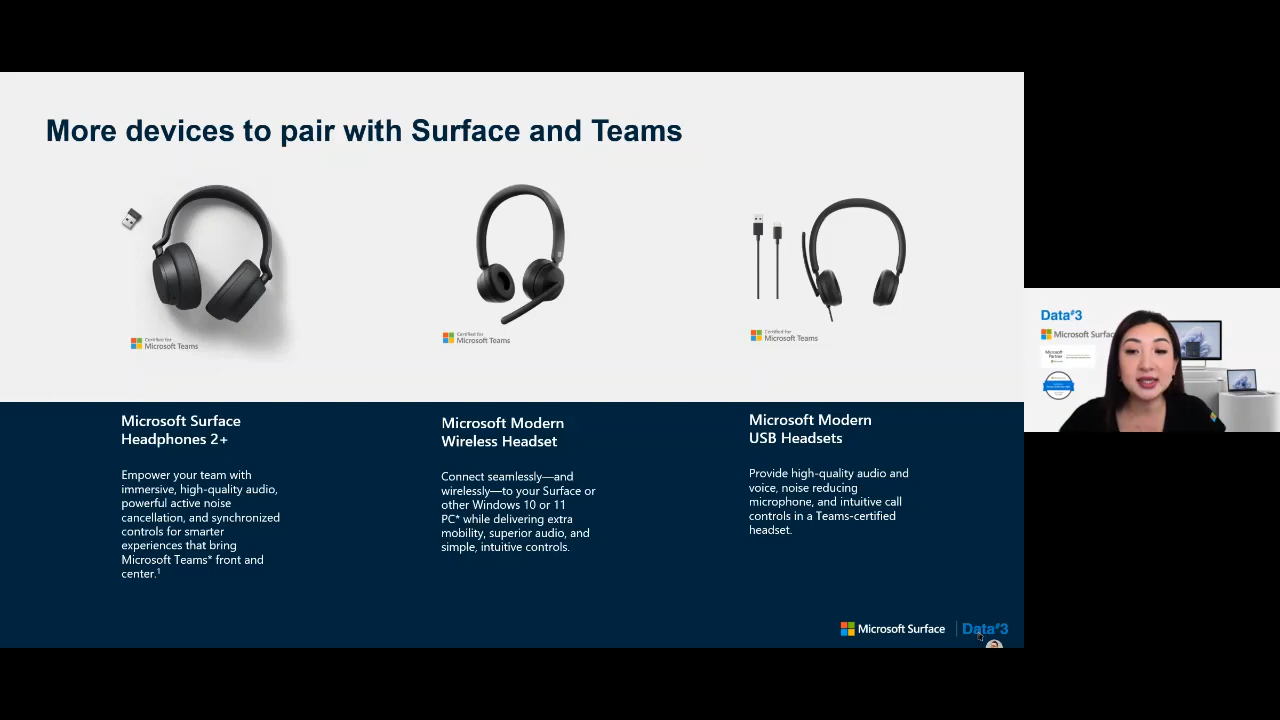 More devices to pair with Surface and Teams
Certified for
Microsoft Teams
Certified for
Microsoft Teams
Certified for
Microsoft Teams
Microsoft Surface
Headphones 2+
Empower your team with
immersive, high-quality audio,
powerful active noise
cancellation, and synchronized
controls for smarter
experiences that bring
Microsoft Teams* front and
center.¹
Microsoft Modern
Wireless Headset
Connect seamlessly—and
wirelessly—to your Surface or
other Windows 10 or 11
PC* while delivering extra
mobility, superior audio, and
simple, intuitive controls.
Microsoft Modern
USB Headsets
Provide high-quality audio and
voice, noise reducing
microphone, and intuitive call
controls in a Teams-certified
headset.
Microsoft Surface
Data#3
Data#3
Microsoft Surfac
Microsoft
Partner